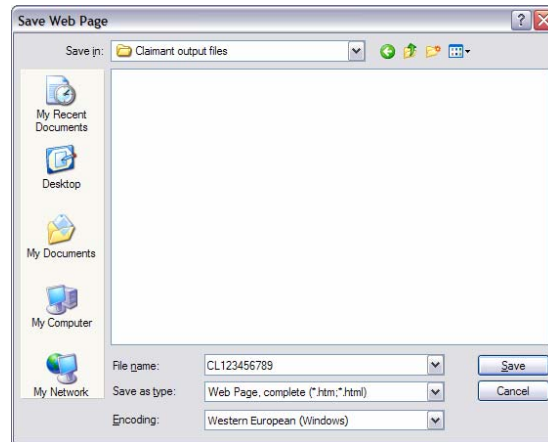 Save Web Page
Save in: Claimant output files
My Recent
Documents
Desktop
My Documents
My Computer
My Network
File name: CL123456789 Save
Save as type: Web Page, complete (*.htm;*.html) Cancel
Encoding: Western European (Windows)